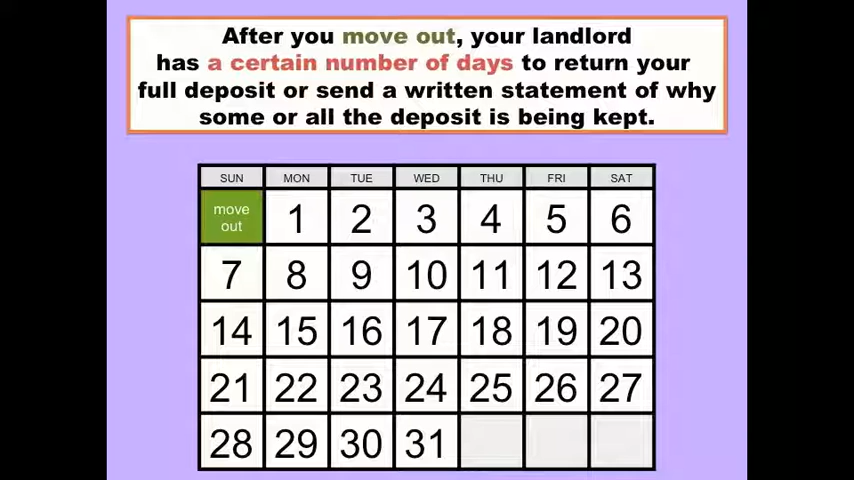 After you move out, your landlord
has a certain number of days to return your
full deposit or send a written statement of why
some or all the deposit is being kept.
SUN MON TUE WED THU FRI SAT
move
out
1 2 3 4 5 6
7 8 9 10 11 12 13
14 15 16 17 18 19 20
21 22 23 24 25 26 27
28 29 30 31